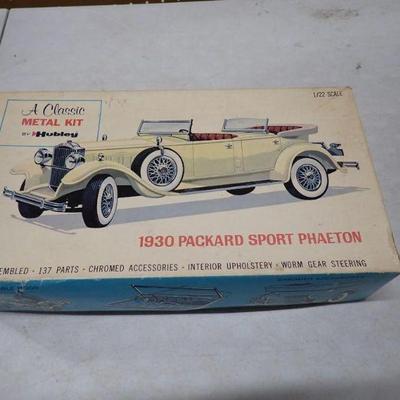 A Classic
METAL KIT
BY Hubley
1/22 SCALE
1930 PACKARD SPORT PHAETON
137 PARTS - CHROMED ACCESSORIES - INTERIOR UPHOLSTERY - WORM GEAR STEERING